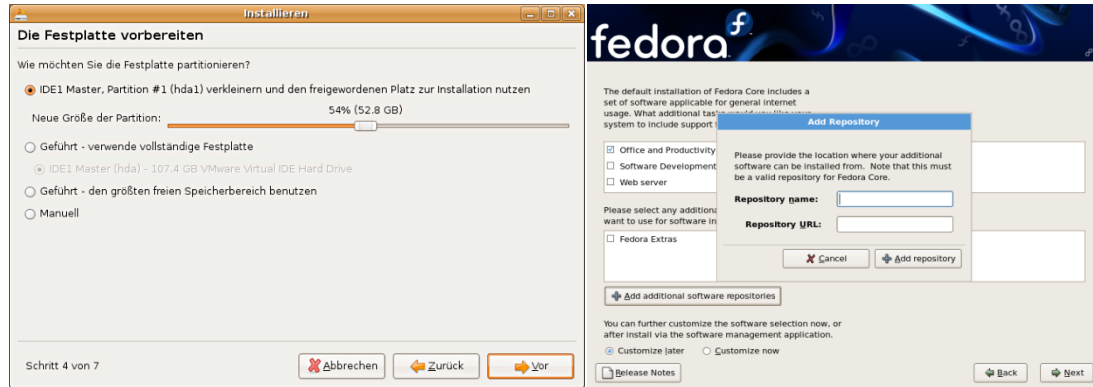 Installieren
Die Festplatte vorbereiten
Wie möchten Sie die Festplatte partitionieren?
IDE1 Master, Partition #1 (hda1) verkleinern und den freigewordenen Platz zur Installation nutzen
54% (52.8 GB)
Neue Größe der Partition:
Geführt - verwende vollständige Festplatte
IDE1 Master (hda) - 107.4 GB VMware Virtual IDE Hard Drive
Geführt - den größten freien Speicherbereich benutzen
Manuell
Schritt 4 von 7
Abbrechen
Zurück
Vor
fedora
The default installation of Fedora Core includes a
set of software applicable for general internet
usage. What additional
system to include support
Office and Productivity
Software Development
Web server
Please select any
want to use for software
Fedora Extras
Add additional software repositories
You can further customize the software selection now, or
after install via the software management application.
Customize later
Customize now
Release Notes
Back
Next
Add Repository
Please provide the location where your additional
software can be installed from. Note that this must
be a valid repository for Fedora Core.
Repository name:
Repository URL:
Cancel
Add repository